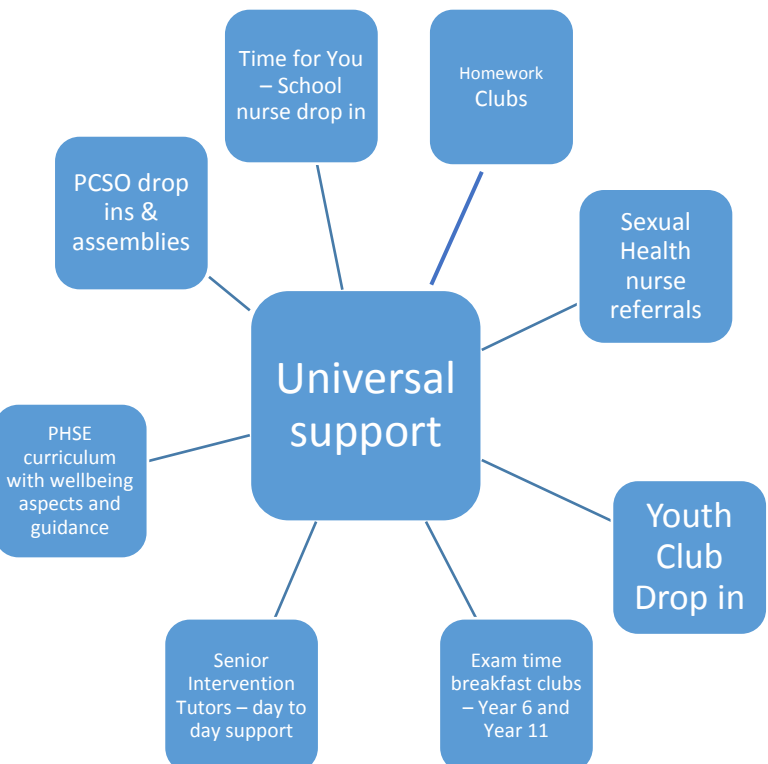 Time for You
– School
nurse drop in
Homework
Clubs
PCSO drop
ins &
assemblies
Sexual
Health
nurse
referrals
Universal
support
PHSE
curriculum
with wellbeing
aspects and
guidance
Youth
Club
Drop in
Senior
Intervention
Tutors – day to
day support
Exam time
breakfast clubs
– Year 6 and
Year 11